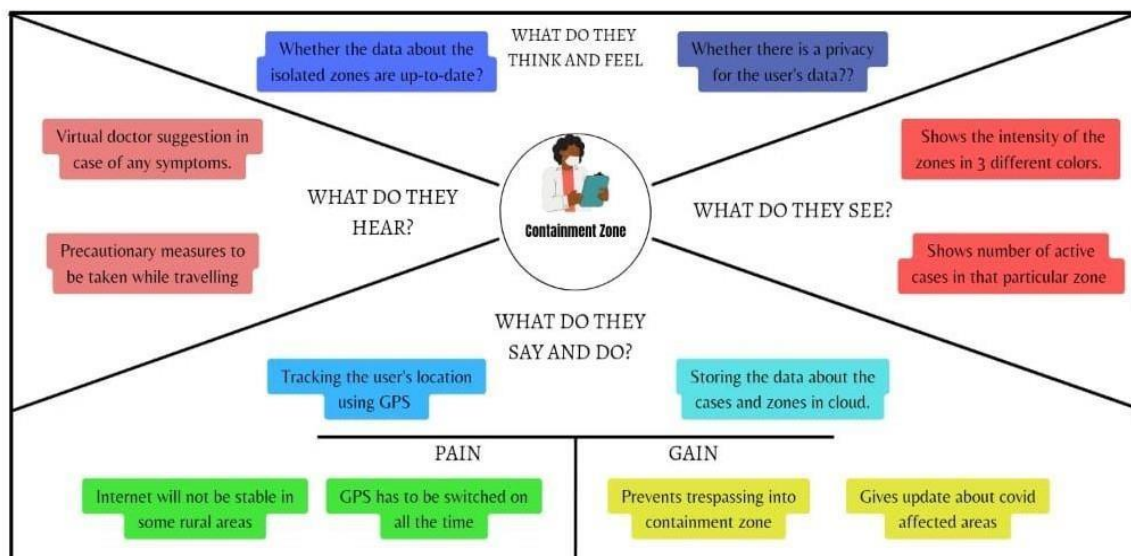 WHAT DO THEY
THINK AND FEEL
Whether the data about the
isolated zones are up-to-date?
Whether there is a privacy
for the user's data??
Virtual doctor suggestion in
case of any symptoms.
Precautionary measures to
be taken while travelling
WHAT DO THEY
HEAR?
Containment Zone
WHAT DO THEY SEE?
Shows the intensity of the
zones in 3 different colors.
Shows number of active
cases in that particular zone
WHAT DO THEY
SAY AND DO?
Tracking the user's location
using GPS
Storing the data about the
cases and zones in cloud.
PAIN
Internet will not be stable in
some rural areas
GPS has to be switched on
all the time
GAIN
Prevents trespassing into
containment zone
Gives update about covid
affected areas